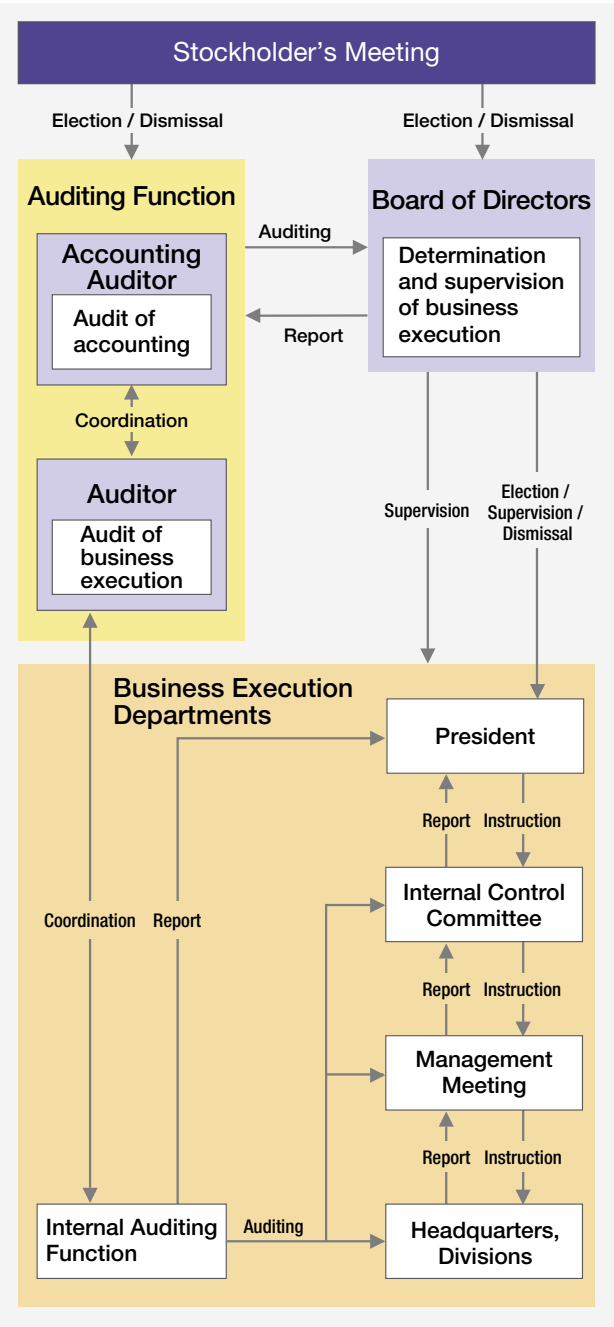 Stockholder's Meeting
Election / Dismissal
Election / Dismissal
Auditing Function
Accounting
Auditor
Audit of
accounting
Coordination
Auditor
Audit of
business
execution
Auditing
Report
Board of Directors
Determination
and supervision
of business
execution
Supervision
Election /
Supervision /
Dismissal
Business Execution
Departments
President
Report
Instruction
Internal Control
Committee
Coordination
Report
Report
Instruction
Management
Meeting
Report
Instruction
Internal Auditing
Function
Auditing
Headquarters,
Divisions